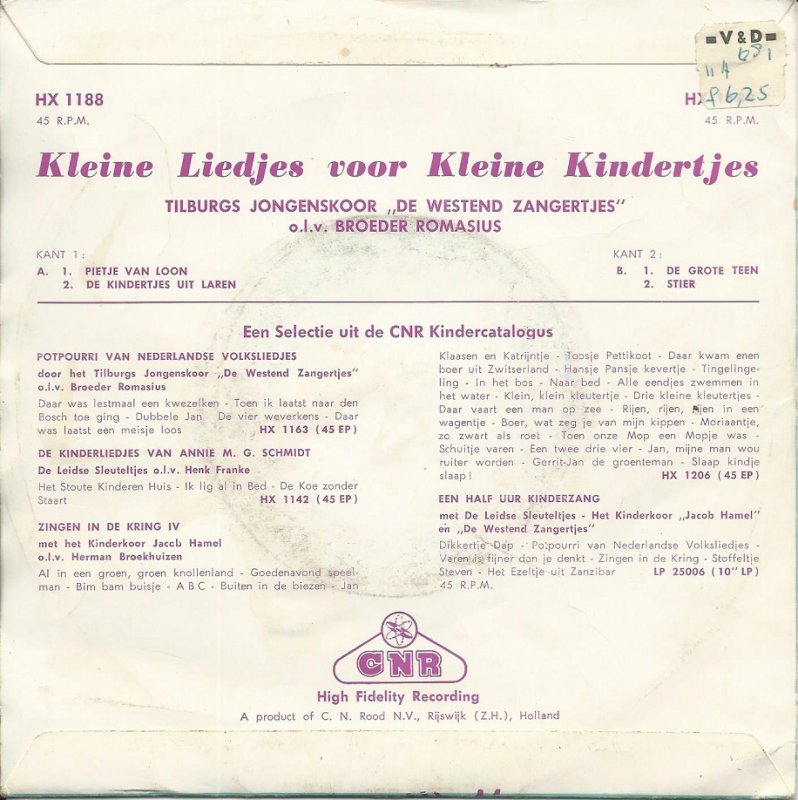 =V&D=
681
11A
f 6,25
HX 1188
HX
45 R.P.M.
45 R.P.M.
Kleine Liedjes voor Kleine Kindertjes
TILBURGS JONGENSKOOR „DE WESTEND ZANGERTJES"
o.l.v. BROEDER ROMASIUS
KANT 1:
A. 1. PIETJE VAN LOON
2. DE KINDERTJES UIT LAREN
KANT 2:
B. 1. DE GROTE TEEN
2. STIER
Een Selectie uit de CNR Kindercatalogus
POTPOURRI VAN NEDERLANDSE VOLKSLIEDJES
door het Tilburgs Jongenskoor „De Westend Zangertjes"
o.l.v. Broeder Romasius
Daar was lestmaal een kwezelken - Toen ik laatst naar den
Bosch toe ging - Dubbele Jan De vier weverkens - Daar
was laatst een meisje loos HX 1163 (45 EP)
DE KINDERLIEDJES VAN ANNIE M. G. SCHMIDT
De Leidse Sleuteltjes o.l.v. Henk Franke
Het Stoute Kinderen Huis - Ik lig al in Bed - De Koe zonder
Staart HX 1142 (45 EP)
ZINGEN IN DE KRING IV
met het Kinderkoor Jacob Hamel
o.l.v. Herman Broekhuizen
Al in een groen, groen knollenland - Goedenavond speel-
man - Bim bam buisje - A B C - Buiten in de biezen - Jan
Klaasen en Katrijntje - Toosje Pettikoot - Daar kwam enen
boer uit Zwitserland - Hansje Pansje kevertje - Tingelinge-
ling - In het bos - Naar bed - Alle eendjes zwemmen in
het water - Klein, klein kleutertje - Drie kleine kleutertjes -
Daar vaart een man op zee - Rijen, rijen, Rijen in een
wagentje - Boer, wat zeg je van mijn kippen - Moriaantje,
zo zwart als roet - Toen onze Mop een Mopje was -
Schuitje varen - Een twee drie vier - Jan, mijne man wou
ruiter worden - Gerrit-Jan de groenteman - Slaap kindje
slaap! HX 1206 (45 EP)
EEN HALF UUR KINDERZANG
met De Leidse Sleuteltjes - Het Kinderkoor „Jacob Hamel"
en „De Westend Zangertjes"
Dikkertje Dap - Potpourri van Nederlandse Volksliedjes -
Varen is fijner dan je denkt - Zingen in de Kring - Stoffeltje
Steven - Het Ezeltje uit Zanzibar LP 25006 (10" LP)
45 R.P.M.
CNR
High Fidelity Recording
A product of C. N. Rood N.V., Rijswijk (Z.H.), Holland